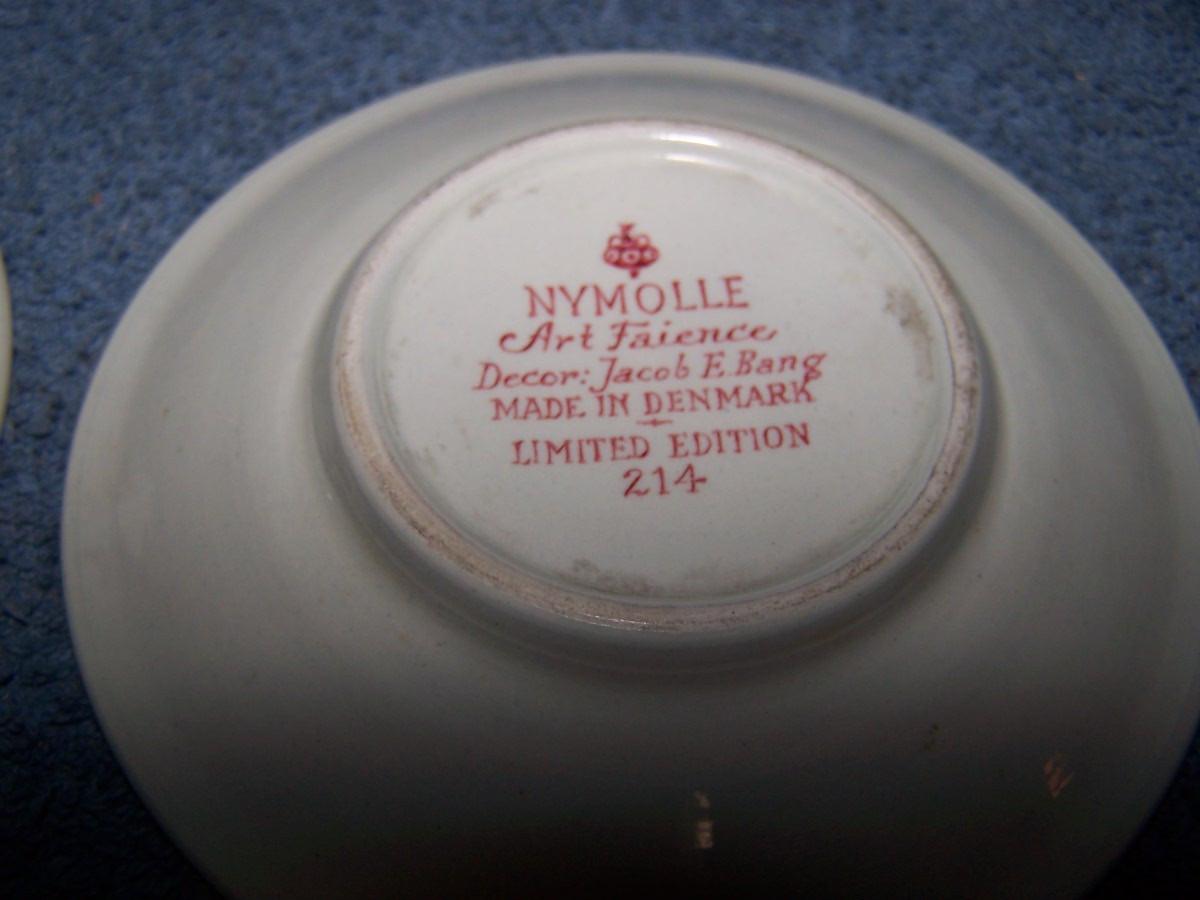 NYMOLLE
Art Faience
Decor: Jacob E. Bang
MADE IN DENMARK
LIMITED EDITION
214